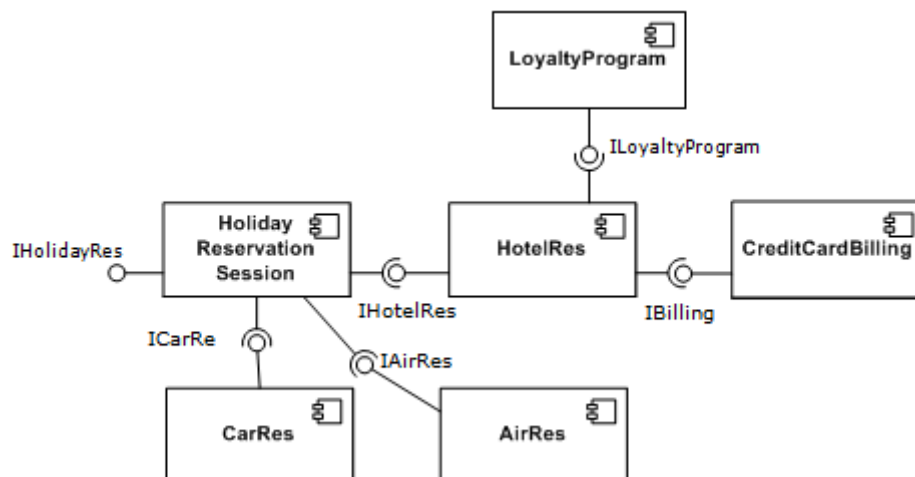 LoyaltyProgram
ILoyaltyProgram
Holiday
Reservation
Session
IHolidayRes
HotelRes
CreditCardBilling
IHotelRes
IBilling
ICarRe
IAirRes
CarRes
AirRes